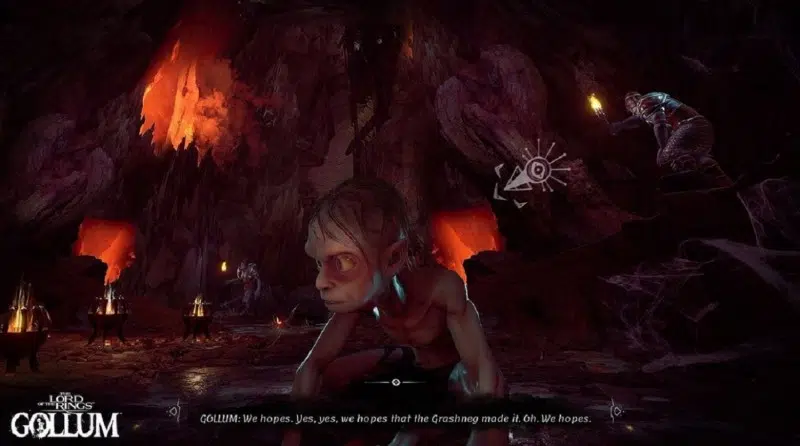 GOLLUM: We hopes. Yes, yes, we hopes that the Grashneg made it. Oh. We hopes.
THE
LORD
OF THE RINGS
GOLLUM